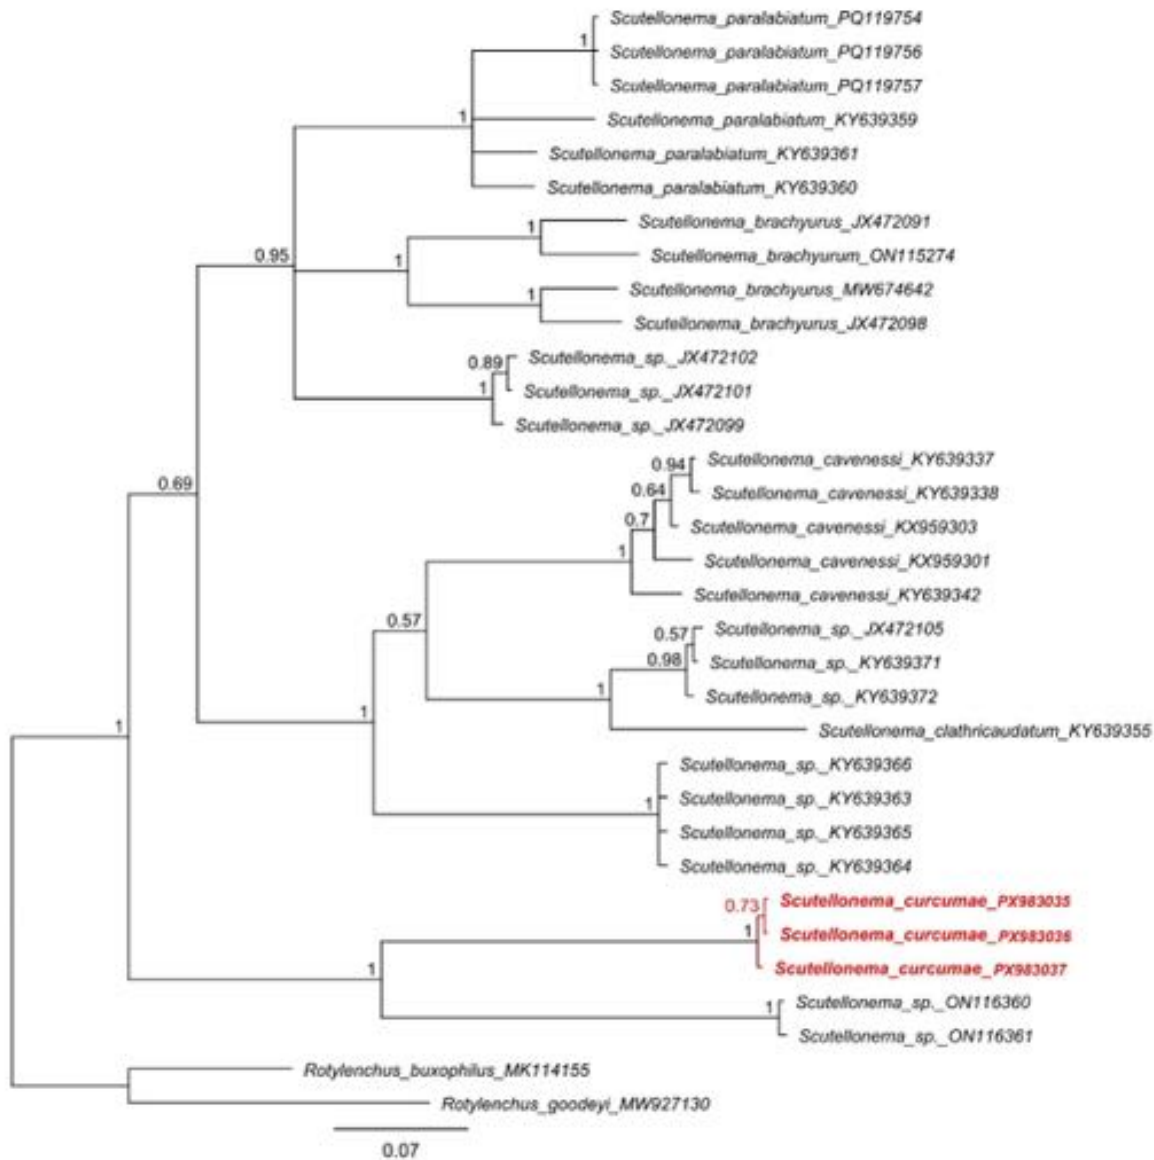 Scutellonema_paralabiatum_PQ119754
1
Scutellonema_paralabiatum_PQ119756
Scutellonema_paralabiatum_PQ119757
1
Scutellonema_paralabiatum_KY639359
Scutellonema_paralabiatum_KY639361
Scutellonema_paralabiatum_KY639360
Scutellonema_brachyurus_JX472091
1
0.95
1
Scutellonema_brachyurum_ON115274
Scutellonema_brachyurus_MW674642
1
Scutellonema_brachyurus_JX472098
Scutellonema_sp._JX472102
0.89
1
Scutellonema_sp._JX472101
Scutellonema_sp._JX472099
Scutellonema_cavenessi_KY639337
0.94
0.69
0.64
Scutellonema_cavenessi_KY639338
0.7
Scutellonema_cavenessi_KX959303
1
Scutellonema_cavenessi_KX959301
Scutellonema_cavenessi_KY639342
0.57
Scutellonema_sp._JX472105
0.57
0.98
Scutellonema_sp._KY639371
1
Scutellonema_sp._KY639372
1
1
Scutellonema_clathricaudatum_KY639355
Scutellonema_sp._KY639366
1
Scutellonema_sp._KY639363
Scutellonema_sp._KY639365
Scutellonema_sp._KY639364
0.73
Scutellonema_curcumae_PX983035
1
Scutellonema_curcumae_PX983036
1
Scutellonema_curcumae_PX983037
1
Scutellonema_sp._ON116360
Scutellonema_sp._ON116361
Rotylenchus_buxophilus_MK114155
Rotylenchus_goodeyi_MW927130
0.07